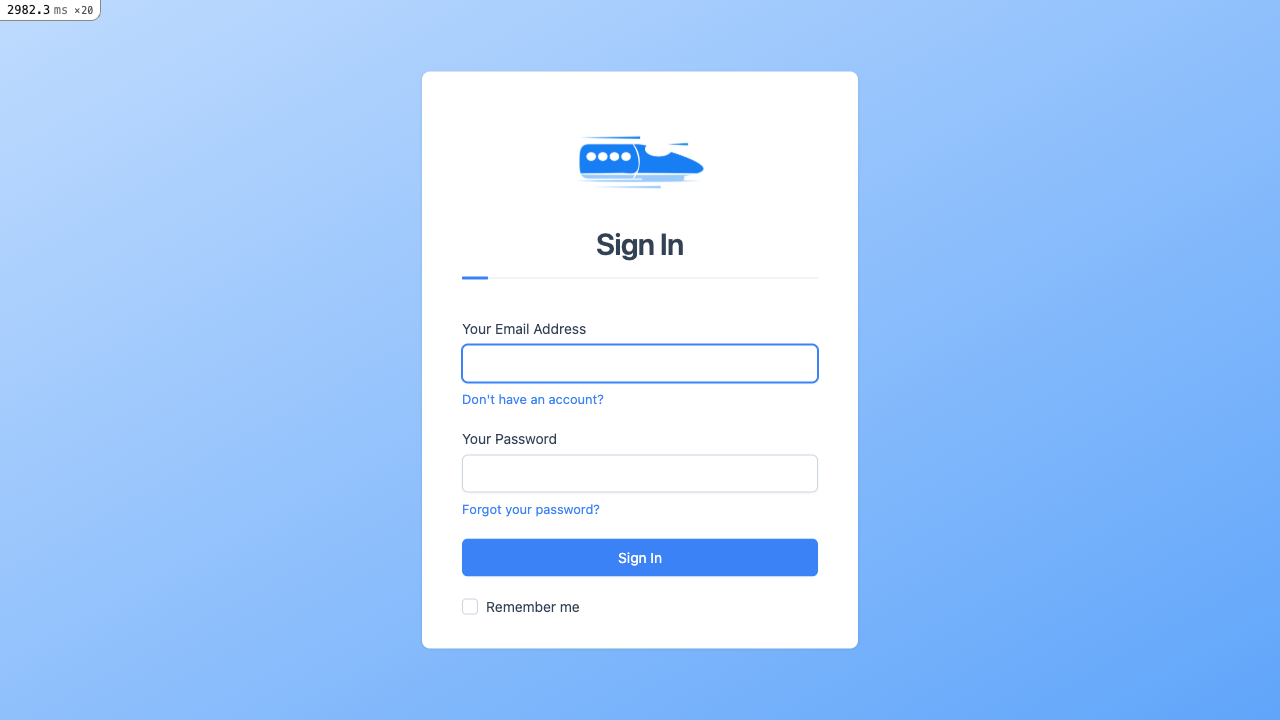 2982.3 ms ×20
Sign In
Your Email Address
Don't have an account?
Your Password
Forgot your password?
Sign In
Remember me